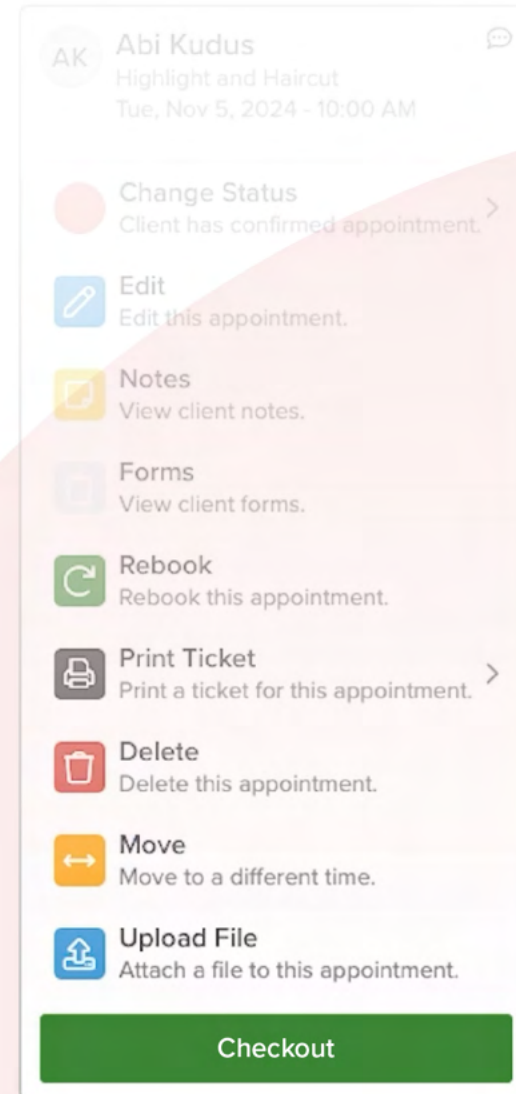 AK
Abi Kudus
Highlight and Haircut
Tue, Nov 5, 2024 - 10:00 AM
Change Status
Client has confirmed appointment.
Edit
Edit this appointment.
Notes
View client notes.
Forms
View client forms.
Rebook
Rebook this appointment.
Print Ticket
Print a ticket for this appointment.
Delete
Delete this appointment.
Move
Move to a different time.
Upload File
Attach a file to this appointment.
Checkout